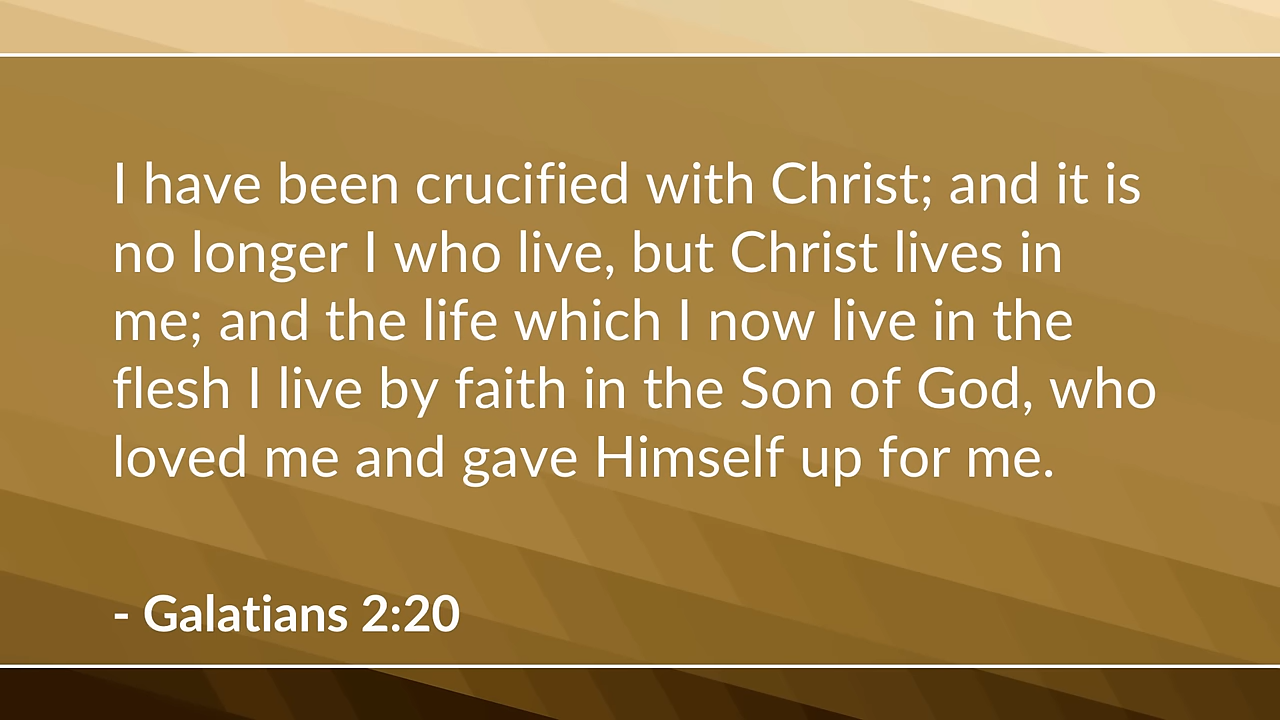 I have been crucified with Christ; and it is
no longer I who live, but Christ lives in
me; and the life which I now live in the
flesh I live by faith in the Son of God, who
loved me and gave Himself up for me.
- Galatians 2:20